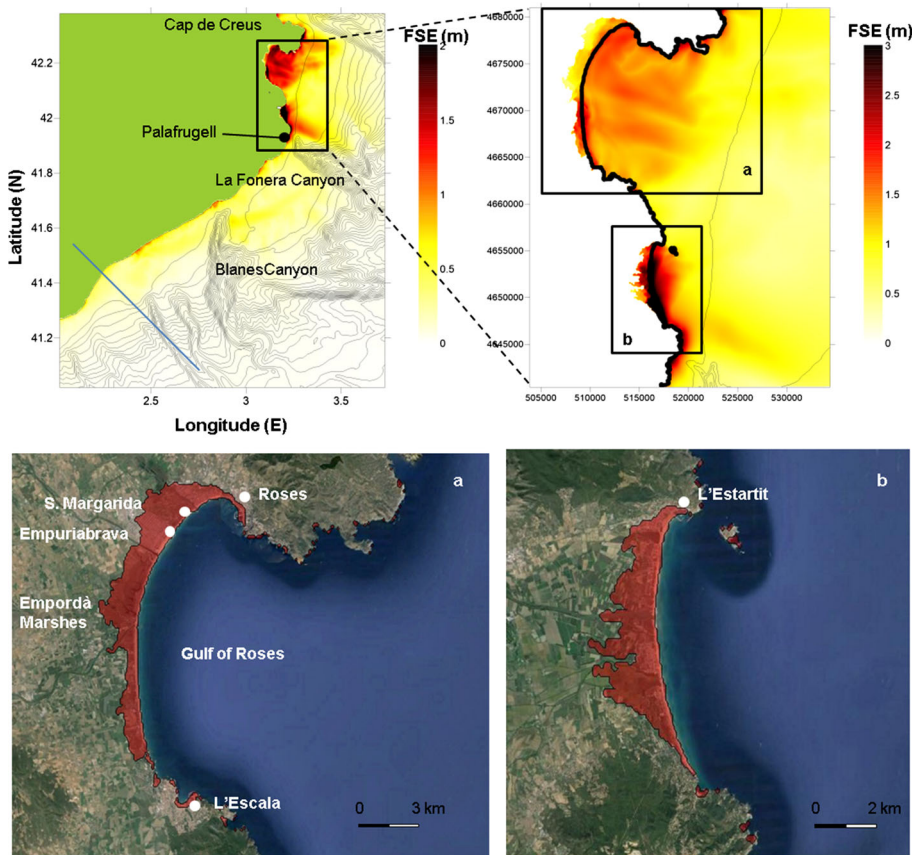 Cap de Creus
FSE (m)
2
1.5
1
0.5
0
42.2
42
41.8
41.6
41.4
41.2
Latitude (N)
Palafrugell
La Fonera Canyon
BlanesCanyon
2.5
3
3.5
Longitude (E)
FSE (m)
3
2.5
2
1.5
1
0.5
0
4680000
4675000
4670000
4665000
4660000
4655000
4650000
4645000
a
b
505000
510000
515000
520000
525000
530000
a
Roses
S. Margarida
Empuriabrava
Empordà
Marshes
Gulf of Roses
L'Escala
0 3 km
b
L'Estartit
0 2 km